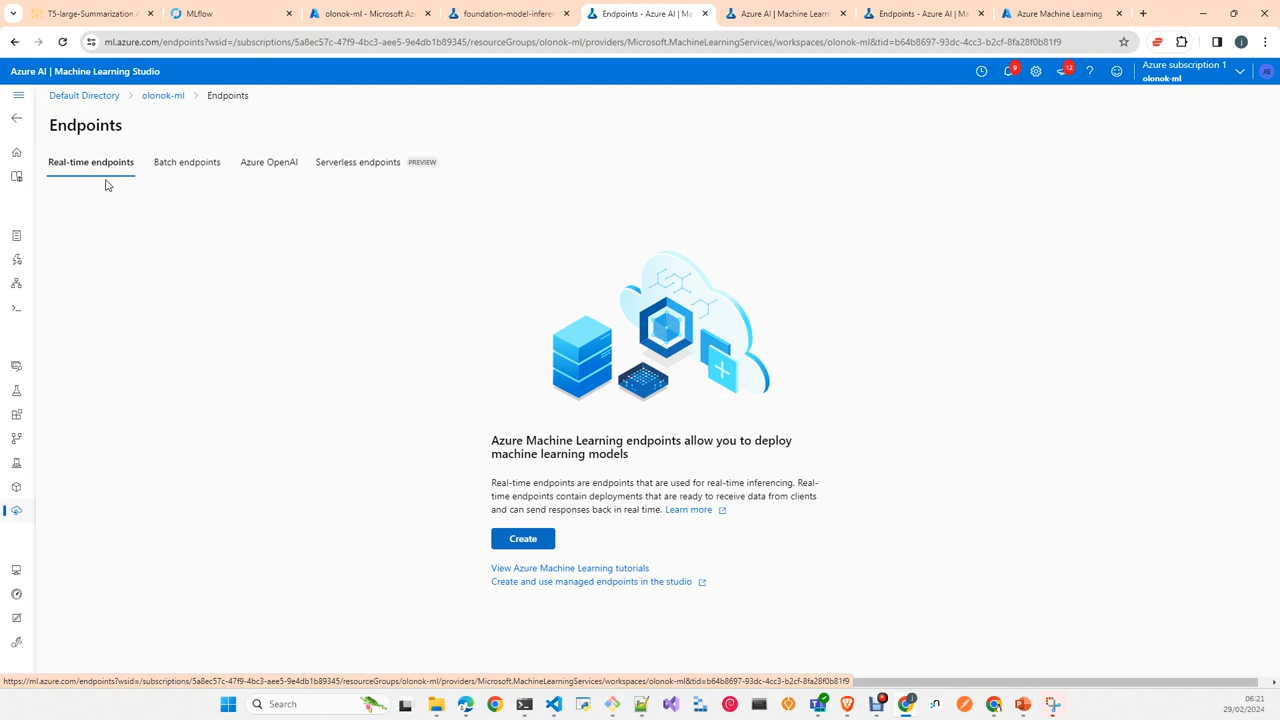 T5-large-Summarization A
MLflow
olonok-ml - Microsoft Az
foundation-model-infere
Endpoints - Azure AI | Ma
Azure AI | Machine Learni
Endpoints - Azure AI | Ma
Azure Machine Learning
ml.azure.com/endpoints?wsid=/subscriptions/5a8ec57c-47f9-4bc3-aee5-9e4db1b89345/resourceGroups/olonok-ml/providers/Microsoft.MachineLearningServices/workspaces/olonok-ml&tid=b64b8697-93dc-4cc3-b2cf-8fa28f0b81f9
Azure AI | Machine Learning Studio
9
12
Azure subscription 1
olonok-ml
JG
Default Directory
olonok-ml
Endpoints
Endpoints
Real-time endpoints
Batch endpoints
Azure OpenAI
Serverless endpoints
PREVIEW
Azure Machine Learning endpoints allow you to deploy
machine learning models
Real-time endpoints are endpoints that are used for real-time inferencing. Real-
time endpoints contain deployments that are ready to receive data from clients
and can send responses back in real time. Learn more
Create
View Azure Machine Learning tutorials
Create and use managed endpoints in the studio
https://ml.azure.com/endpoints?wsid=/subscriptions/5a8ec57c-47f9-4bc3-aee5-9e4db1b89345/resourceGroups/olonok-ml/providers/Microsoft.MachineLearningServices/workspaces/olonok-ml&tid=b64b8697-93dc-4cc3-b2cf-8fa28f0b81f9
Search
06:21
29/02/2024